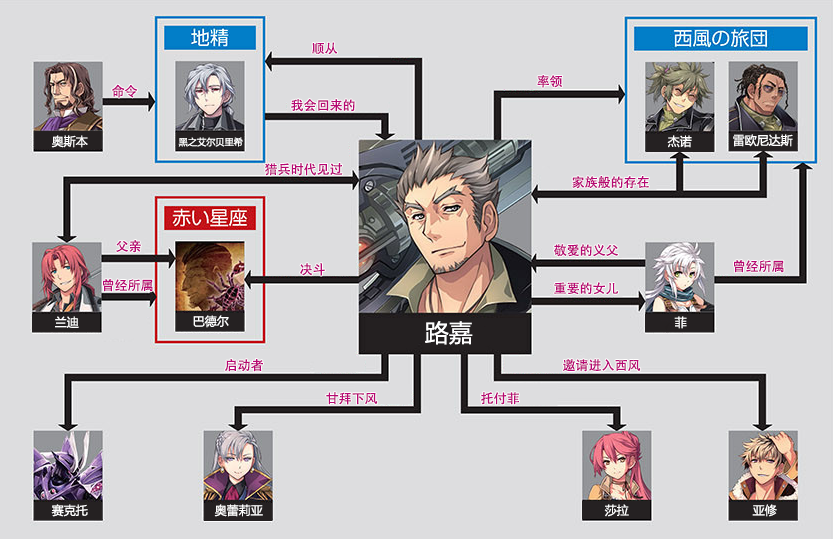 地精
顺从
西風の旅団
奥斯本
命令
黑之艾尔贝里希
我会回来的
率领
杰诺
雷欧尼达斯
猎兵时代见过
家族般的存在
赤い星座
兰迪
父亲
曾经所属
巴德尔
决斗
路嘉
敬爱的义父
重要的女儿
菲
曾经所属
启动者
甘拜下风
托付菲
邀请进入西风
赛克托
奥蕾莉亚
莎拉
亚修